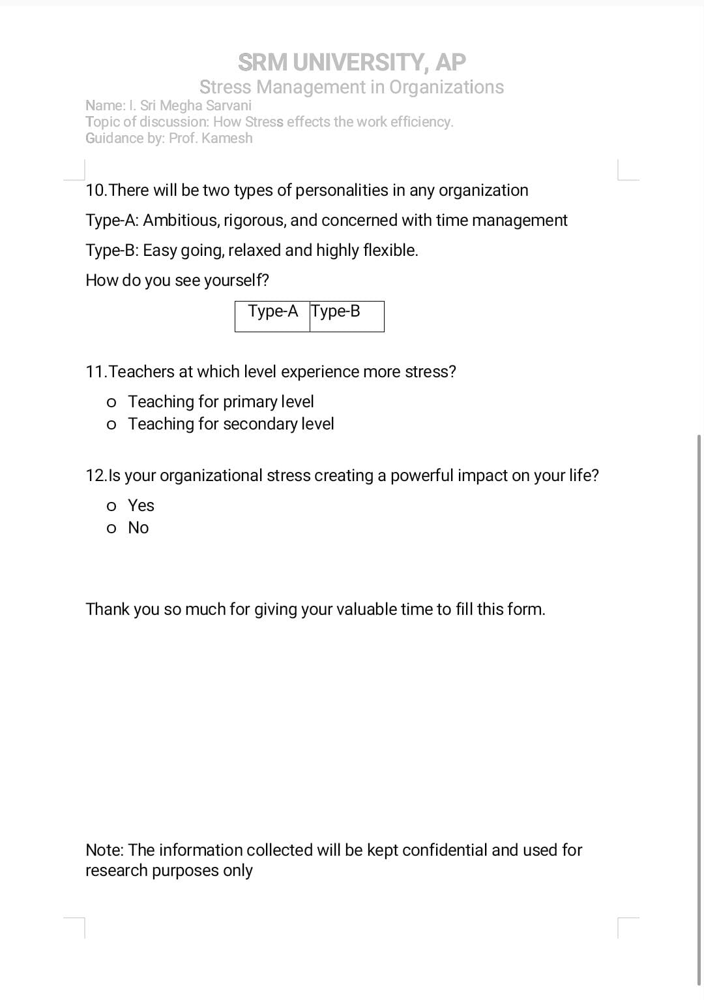 SRM UNIVERSITY, AP
Stress Management in Organizations
Name: I. Sri Megha Sarvani
Topic of discussion: How Stress effects the work efficiency.
Guidance by: Prof. Kamesh
10.There will be two types of personalities in any organization
Type-A: Ambitious, rigorous, and concerned with time management
Type-B: Easy going, relaxed and highly flexible.
How do you see yourself?
Type-A Type-B
11.Teachers at which level experience more stress?
o Teaching for primary level
o Teaching for secondary level
12.Is your organizational stress creating a powerful impact on your life?
o Yes
o No
Thank you so much for giving your valuable time to fill this form.
Note: The information collected will be kept confidential and used for
research purposes only